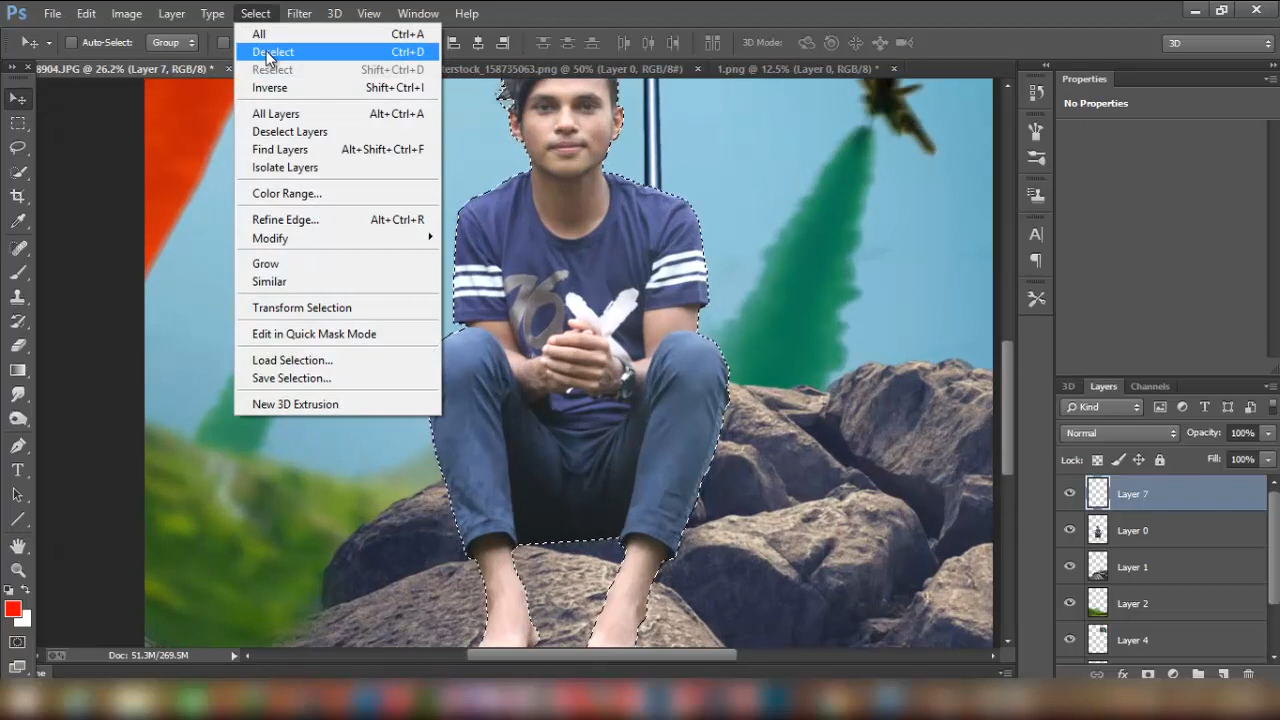 Ps File Edit Image Layer Type Select Filter 3D View Window Help
Auto-Select: Group 3D Mode: 3D
8904.JPG @ 26.2% (Layer 7, RGB/8) * × erstock_158735063.png @ 50% (Layer 0, RGB/8#) × 1.png @ 12.5% (Layer 0, RGB/8) * ×
All Ctrl+A
Deselect Ctrl+D
Reselect Shift+Ctrl+D
Inverse Shift+Ctrl+I
All Layers Alt+Ctrl+A
Deselect Layers
Find Layers Alt+Shift+Ctrl+F
Isolate Layers
Color Range...
Refine Edge... Alt+Ctrl+R
Modify
Grow
Similar
Transform Selection
Edit in Quick Mask Mode
Load Selection...
Save Selection...
New 3D Extrusion
76
Properties
No Properties
3D Layers Channels
Kind
Normal Opacity: 100%
Lock: Fill: 100%
Layer 7
Layer 0
Layer 1
Layer 2
Layer 4
Doc: 51.3M/269.5M